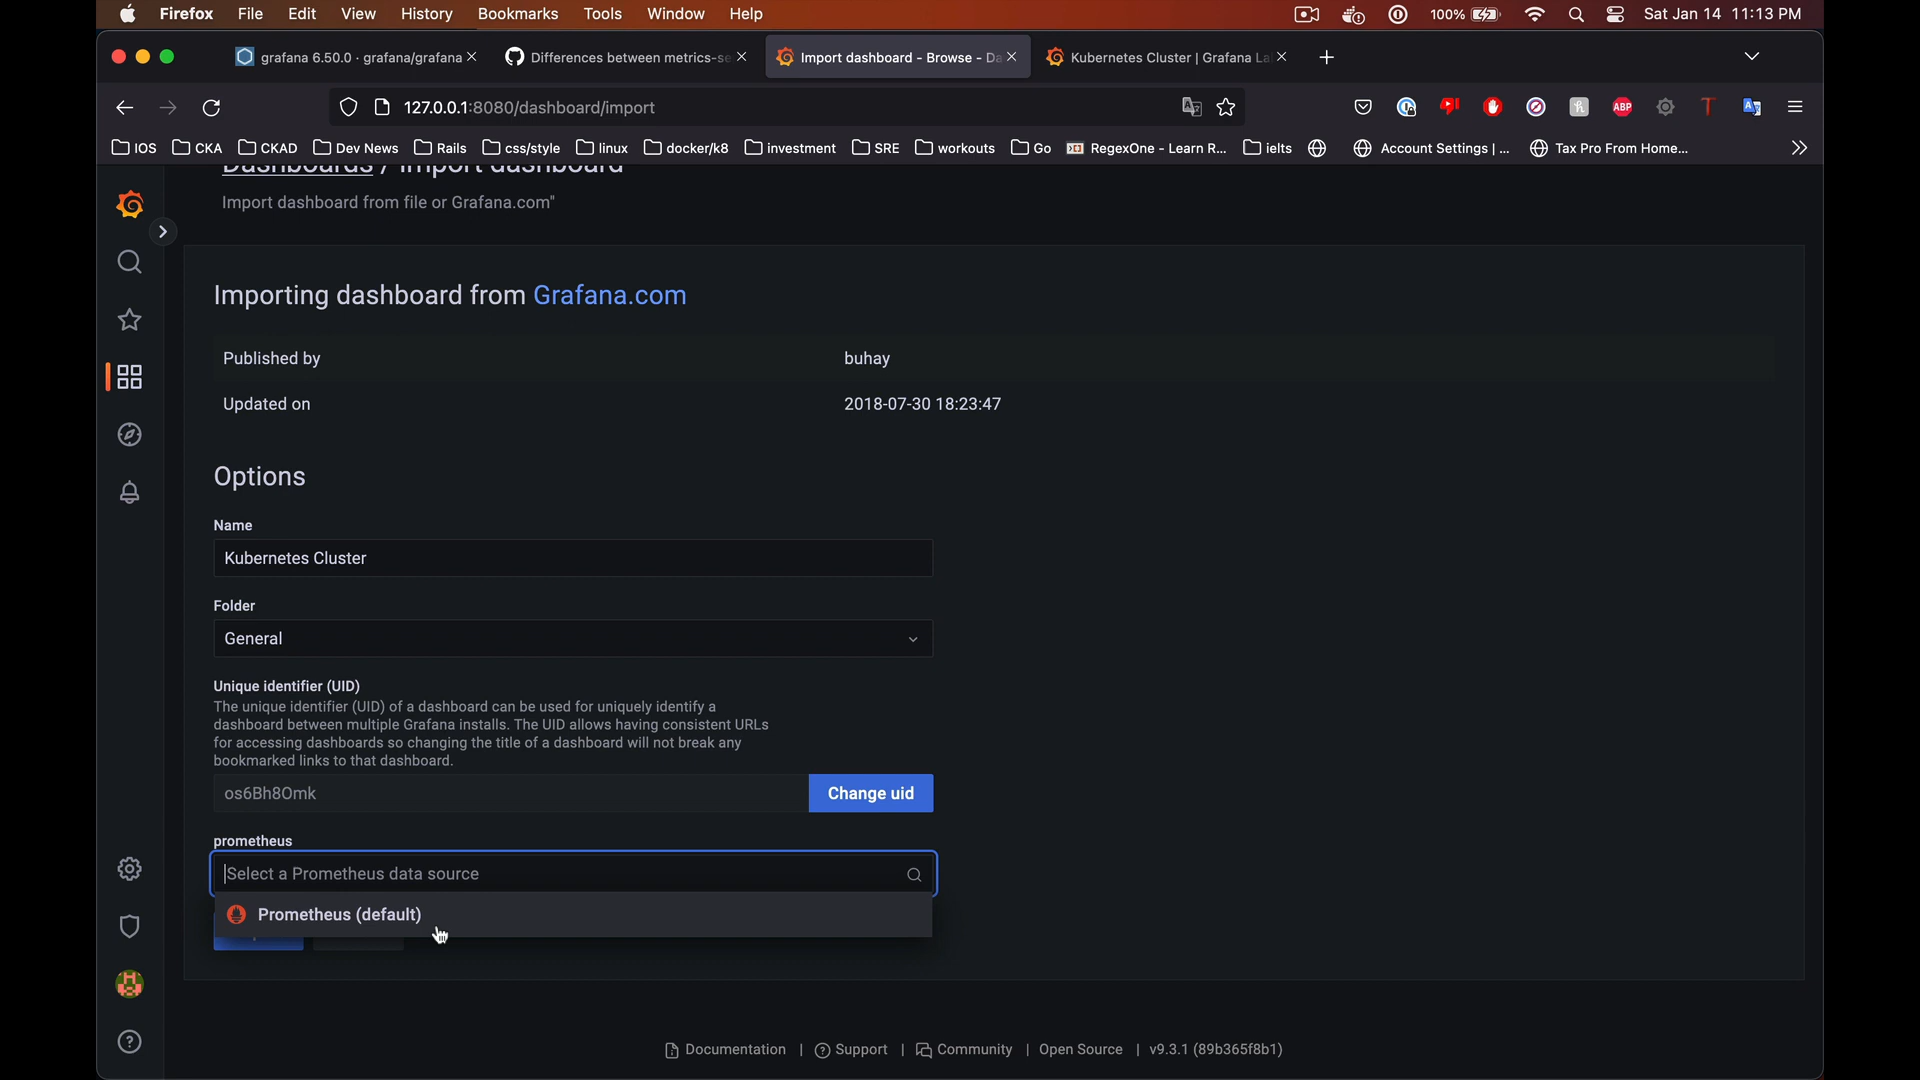 Firefox File Edit View History Bookmarks Tools Window Help 100% Sat Jan 14 11:13 PM
grafana 6.50.0 · grafana/grafana
Differences between metrics-se
Import dashboard - Browse - Da
Kubernetes Cluster | Grafana La
127.0.0.1:8080/dashboard/import
ABP
IOS CKA CKAD Dev News Rails css/style linux docker/k8 investment SRE workouts Go RegexOne - Learn R... ielts Account Settings | ... Tax Pro From Home...
Dashboards / Import dashboard
Import dashboard from file or Grafana.com"
Importing dashboard from Grafana.com
Published by buhay
Updated on 2018-07-30 18:23:47
Options
Name
Kubernetes Cluster
Folder
General
Unique identifier (UID)
The unique identifier (UID) of a dashboard can be used for uniquely identify a
dashboard between multiple Grafana installs. The UID allows having consistent URLs
for accessing dashboards so changing the title of a dashboard will not break any
bookmarked links to that dashboard.
os6Bh8Omk Change uid
prometheus
Select a Prometheus data source
Prometheus (default)
Documentation | Support | Community | Open Source | v9.3.1 (89b365f8b1)